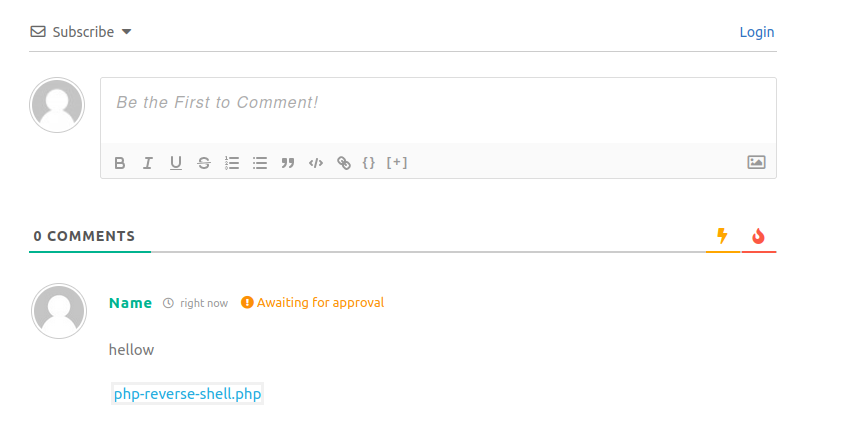 Subscribe
Login
Be the First to Comment!
B I U S {} [+]
0 COMMENTS
Name right now Awaiting for approval
hellow
php-reverse-shell.php